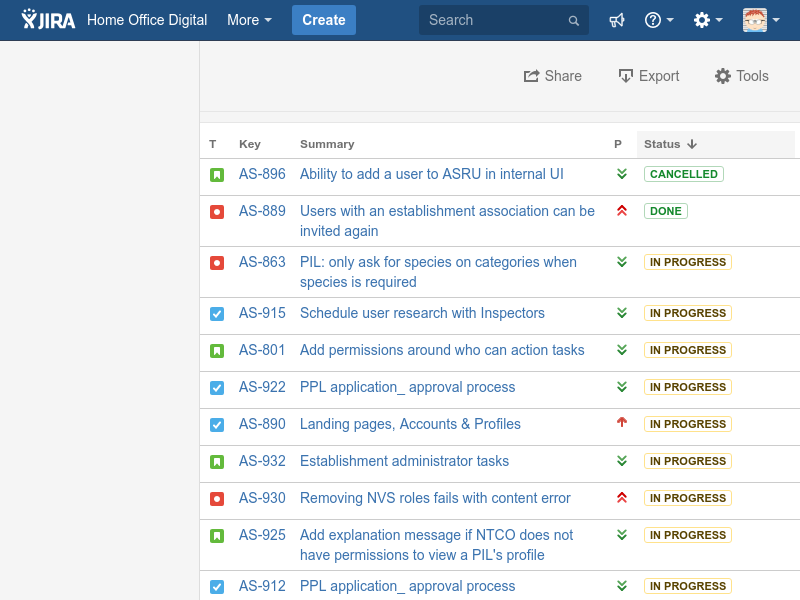 JIRA Home Office Digital More Create Search
Share Export Tools
T Key Summary P Status
AS-896 Ability to add a user to ASRU in internal UI CANCELLED
AS-889 Users with an establishment association can be DONE
invited again
AS-863 PIL: only ask for species on categories when IN PROGRESS
species is required
AS-915 Schedule user research with Inspectors IN PROGRESS
AS-801 Add permissions around who can action tasks IN PROGRESS
AS-922 PPL application_ approval process IN PROGRESS
AS-890 Landing pages, Accounts & Profiles IN PROGRESS
AS-932 Establishment administrator tasks IN PROGRESS
AS-930 Removing NVS roles fails with content error IN PROGRESS
AS-925 Add explanation message if NTCO does not IN PROGRESS
have permissions to view a PIL's profile
AS-912 PPL application_ approval process IN PROGRESS